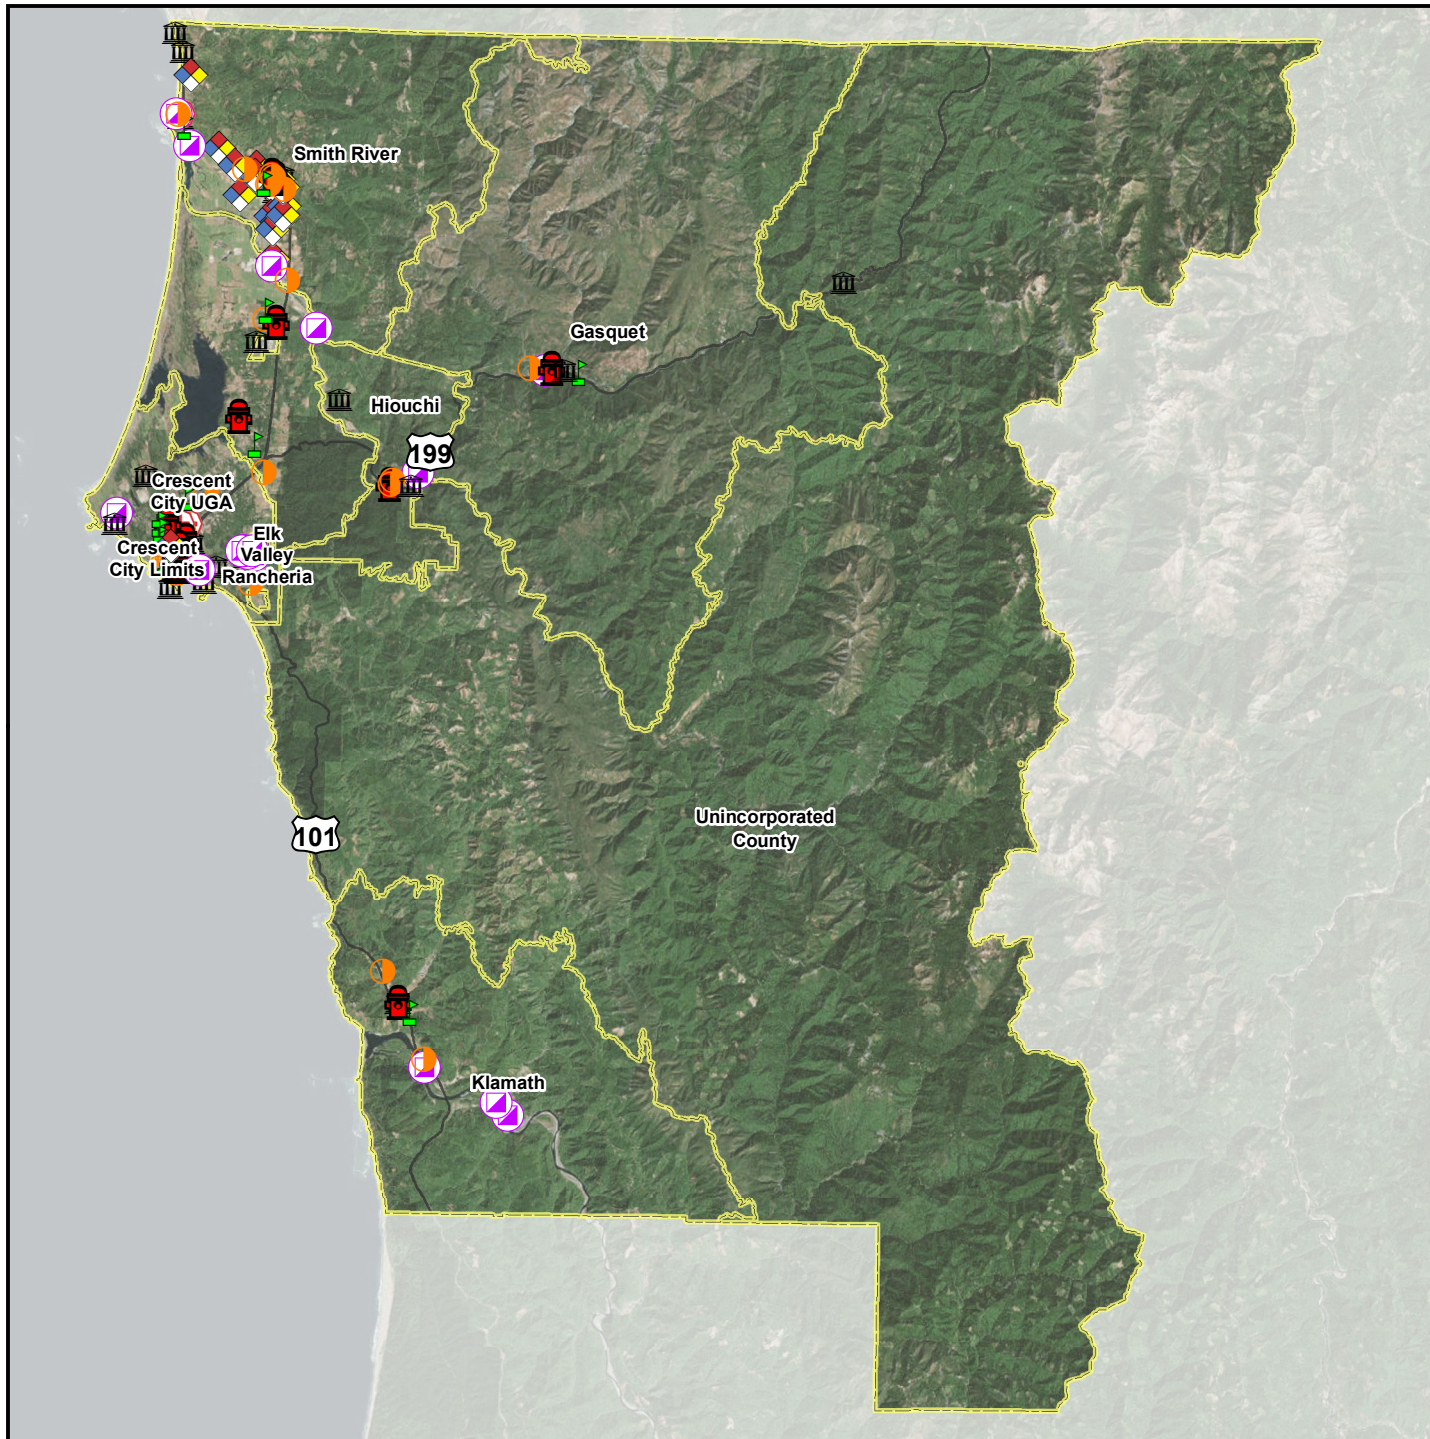 Smith River
Gasquet
Hiouchi
199
Crescent
City UGA
Elk
Valley
Rancheria
Crescent
City Limits
Unincorporated
County
101
Klamath